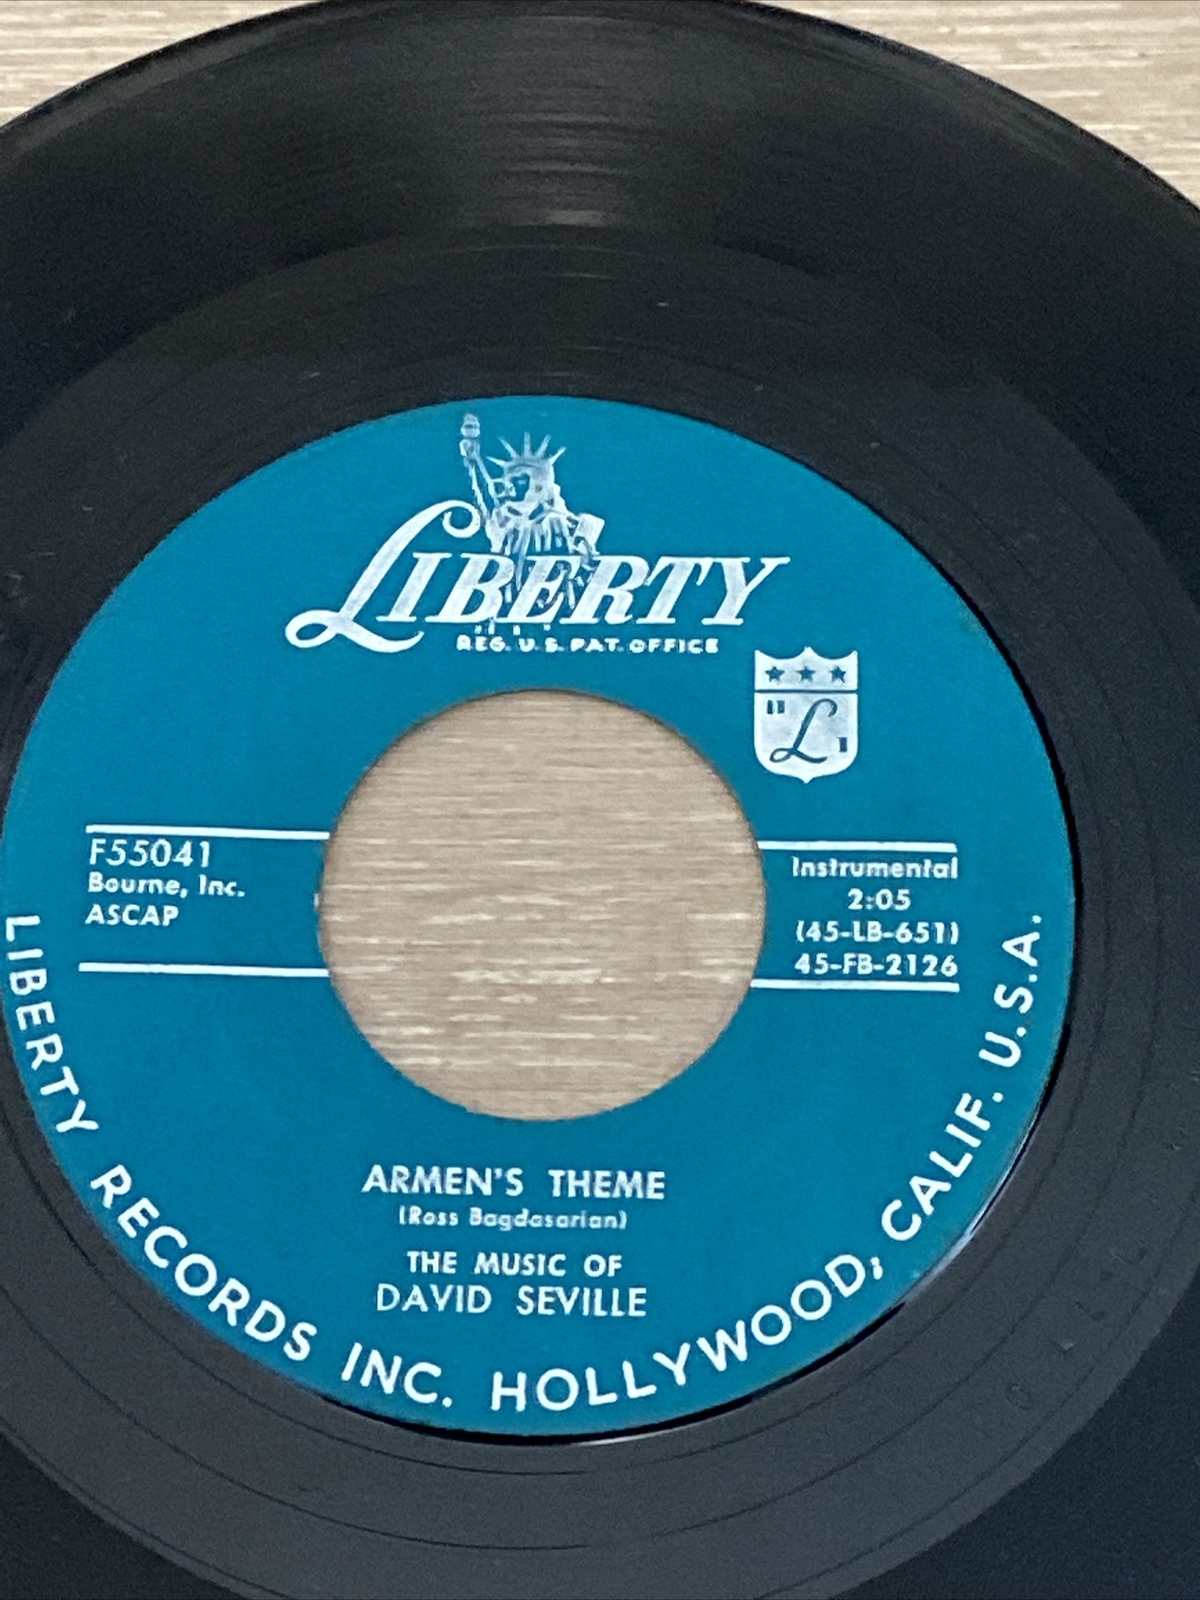 LIBERTY
REG. U.S. PAT. OFFICE
"L"
F55041
Bourne, Inc.
ASCAP
Instrumental
2:05
(45-LB-651)
45-FB-2126
ARMEN'S THEME
(Ross Bagdasarian)
THE MUSIC OF
DAVID SEVILLE
LIBERTY RECORDS INC. HOLLYWOOD, CALIF. U.S.A.